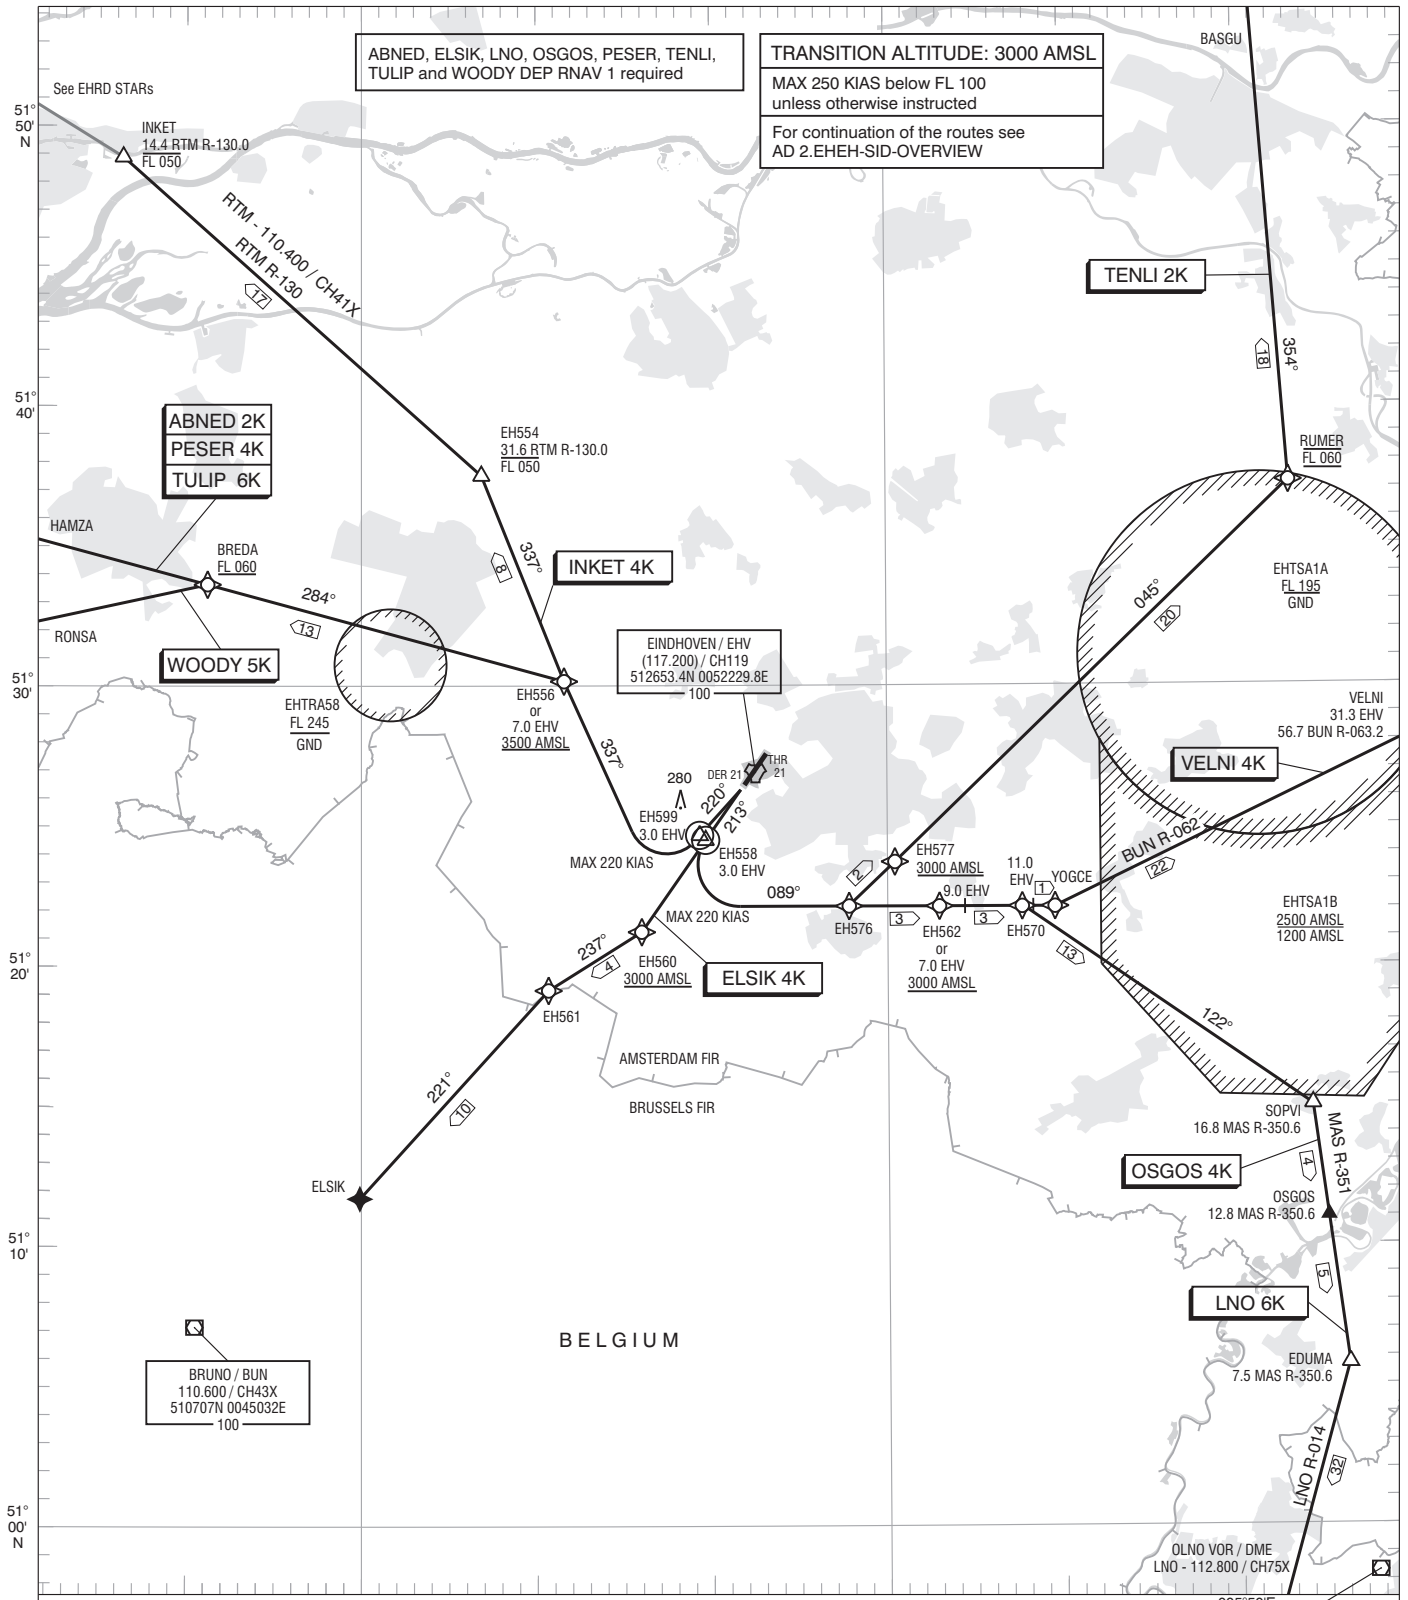 ABNED, ELSIK, LNO, OSGOS, PESER, TENLI,
TULIP and WOODY DEP RNAV 1 required
TRANSITION ALTITUDE: 3000 AMSL
MAX 250 KIAS below FL 100
unless otherwise instructed
For continuation of the routes see
AD 2.EHEH-SID-OVERVIEW
BASGU
See EHRD STARs
51°
50'
N
INKET
14.4 RTM R-130.0
FL 050
RTM - 110.400 / CH41X
RTM R-130
17
TENLI 2K
18
354°
51°
40'
ABNED 2K
PESER 4K
TULIP 6K
EH554
31.6 RTM R-130.0
FL 050
RUMER
FL 060
HAMZA
BREDA
FL 060
337°
8
INKET 4K
EHTSA1A
FL 195
GND
284°
13
045°
20
RONSA
WOODY 5K
EINDHOVEN / EHV
(117.200) / CH119
512653.4N 0052229.8E
100
51°
30'
EHTRA58
FL 245
GND
EH556
or
7.0 EHV
3500 AMSL
VELNI
31.3 EHV
56.7 BUN R-063.2
337°
VELNI 4K
DER 21
THR
21
280
220°
213°
EH599
3.0 EHV
MAX 220 KIAS
EH558
3.0 EHV
EH577
3000 AMSL
2
11.0
EHV
1
YOGCE
BUN R-062
22
089°
9.0 EHV
3
3
EHTSA1B
2500 AMSL
1200 AMSL
MAX 220 KIAS
EH576
EH562
or
7.0 EHV
3000 AMSL
EH570
13
237°
4
EH560
3000 AMSL
ELSIK 4K
51°
20'
EH561
122°
AMSTERDAM FIR
BRUSSELS FIR
221°
10
SOPVI
16.8 MAS R-350.6
MAS R-351
4
OSGOS 4K
ELSIK
OSGOS
12.8 MAS R-350.6
51°
10'
5
LNO 6K
BELGIUM
EDUMA
7.5 MAS R-350.6
BRUNO / BUN
110.600 / CH43X
510707N 0045032E
100
LNO R-014
32
51°
00'
N
OLNO VOR / DME
LNO - 112.800 / CH75X